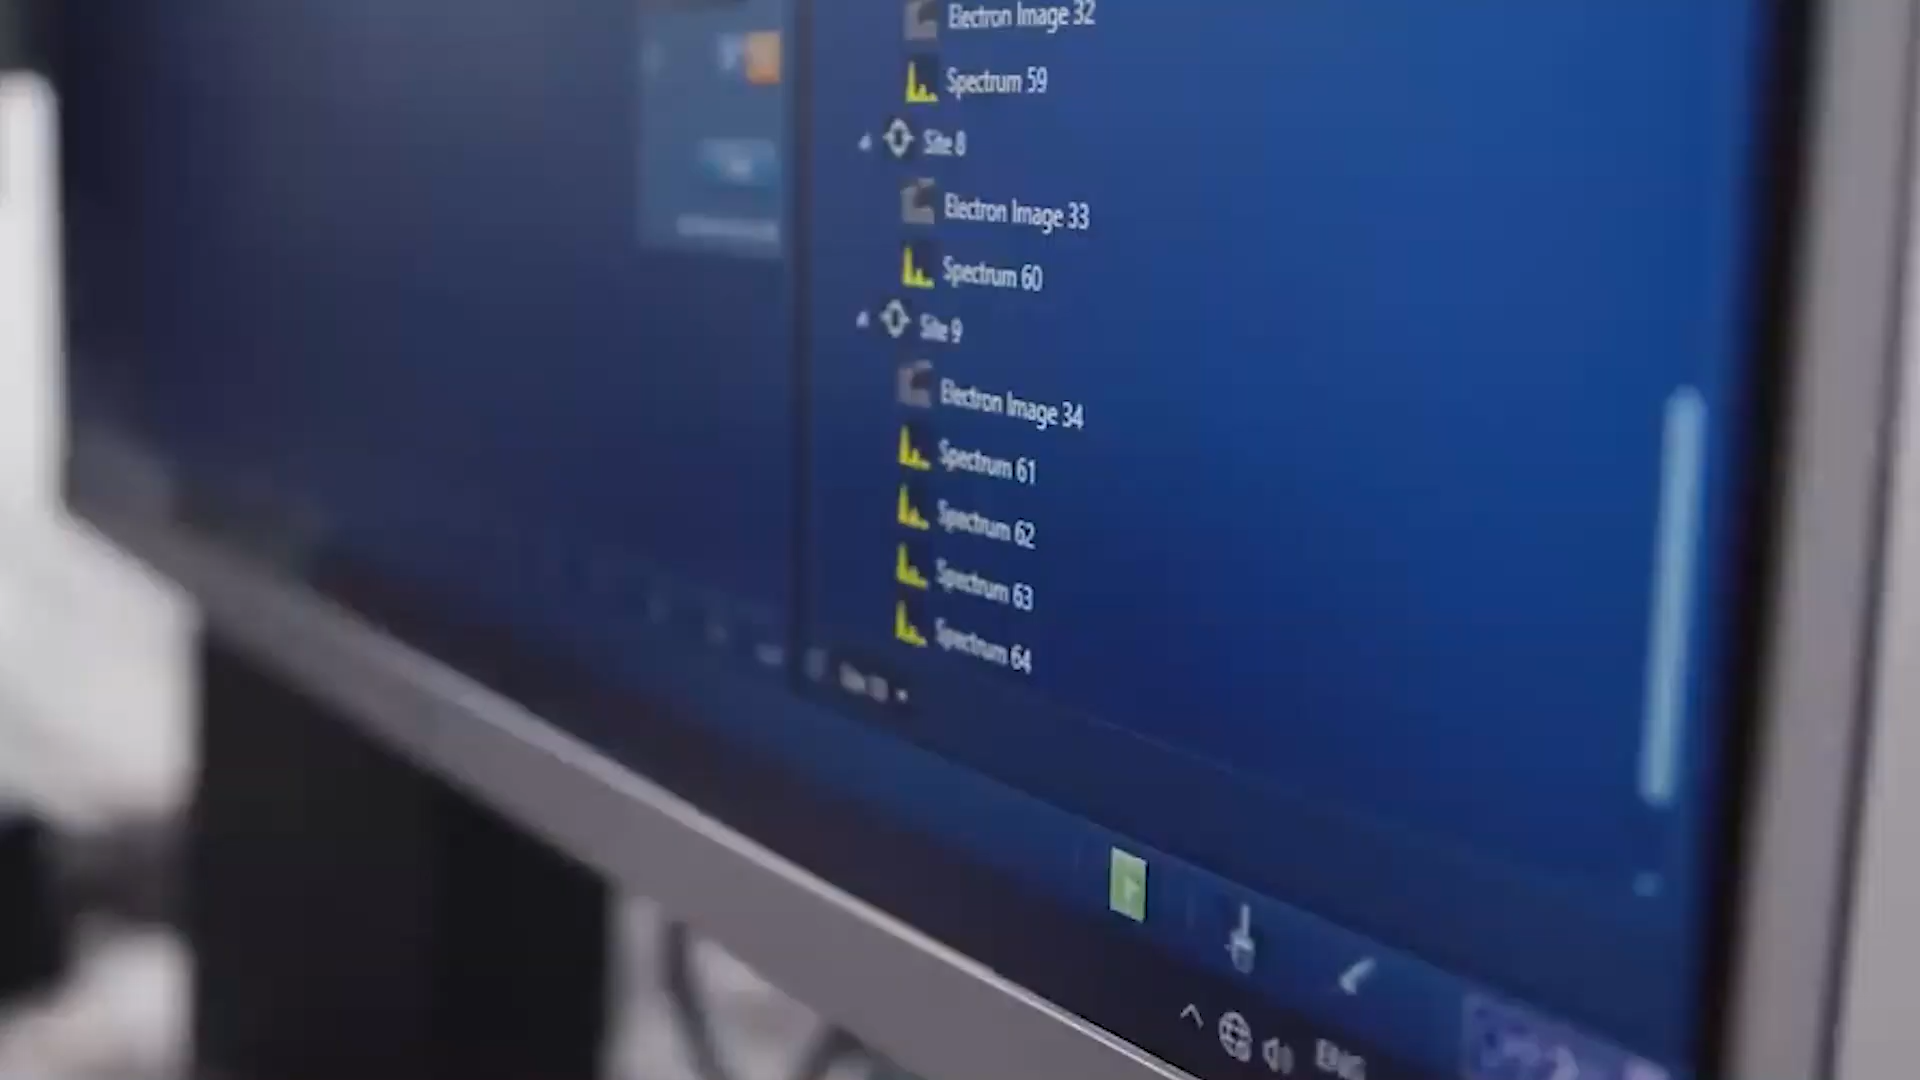 Electron Image 32
Spectrum 59
Site 8
Electron Image 33
Spectrum 60
Site 9
Electron Image 34
Spectrum 61
Spectrum 62
Spectrum 63
Spectrum 64
ENG